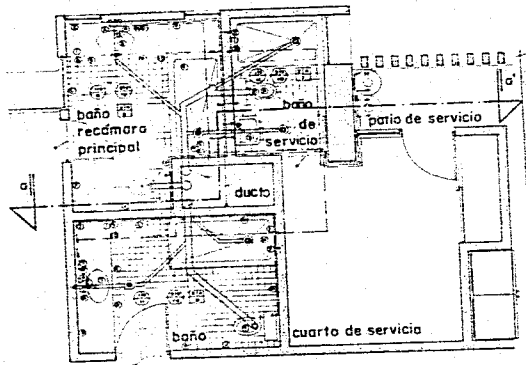 baño
recámara
principal
baño
de
servicio
patio de servicio
a'
a
ducto
baño
cuarto de servicio